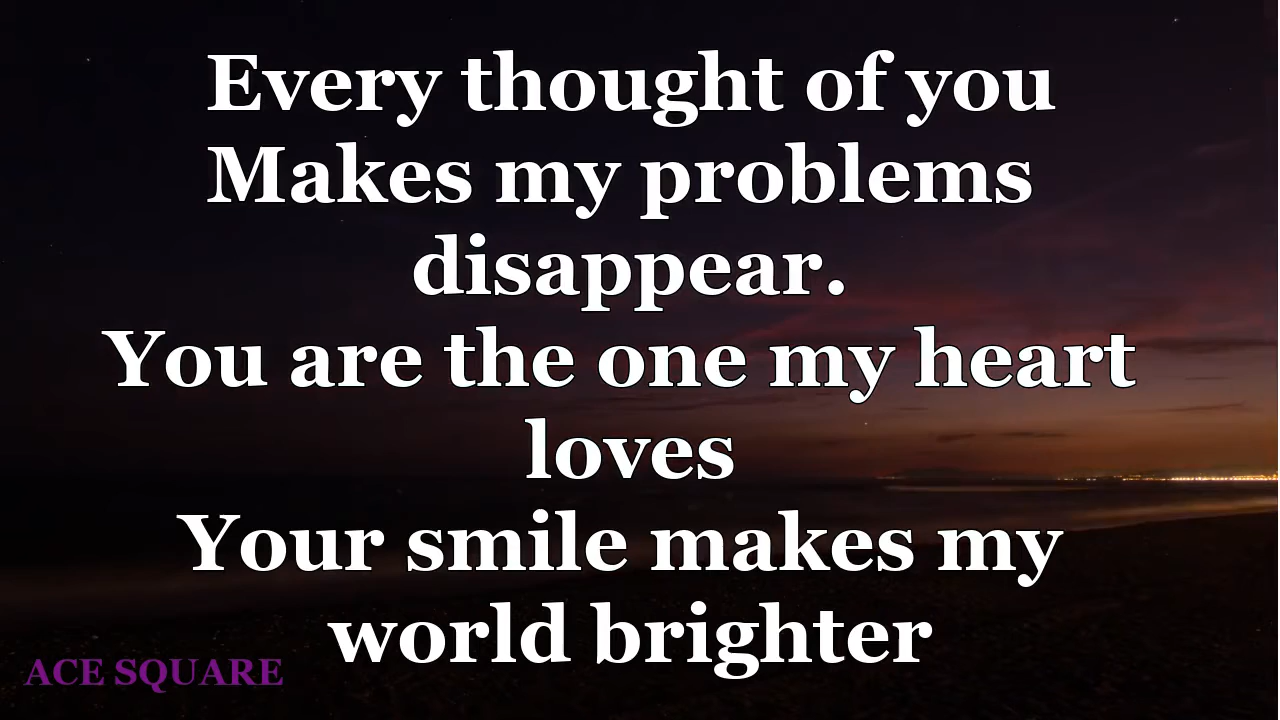 Every thought of you
Makes my problems
disappear.
You are the one my heart
loves
Your smile makes my
world brighter
ACE SQUARE